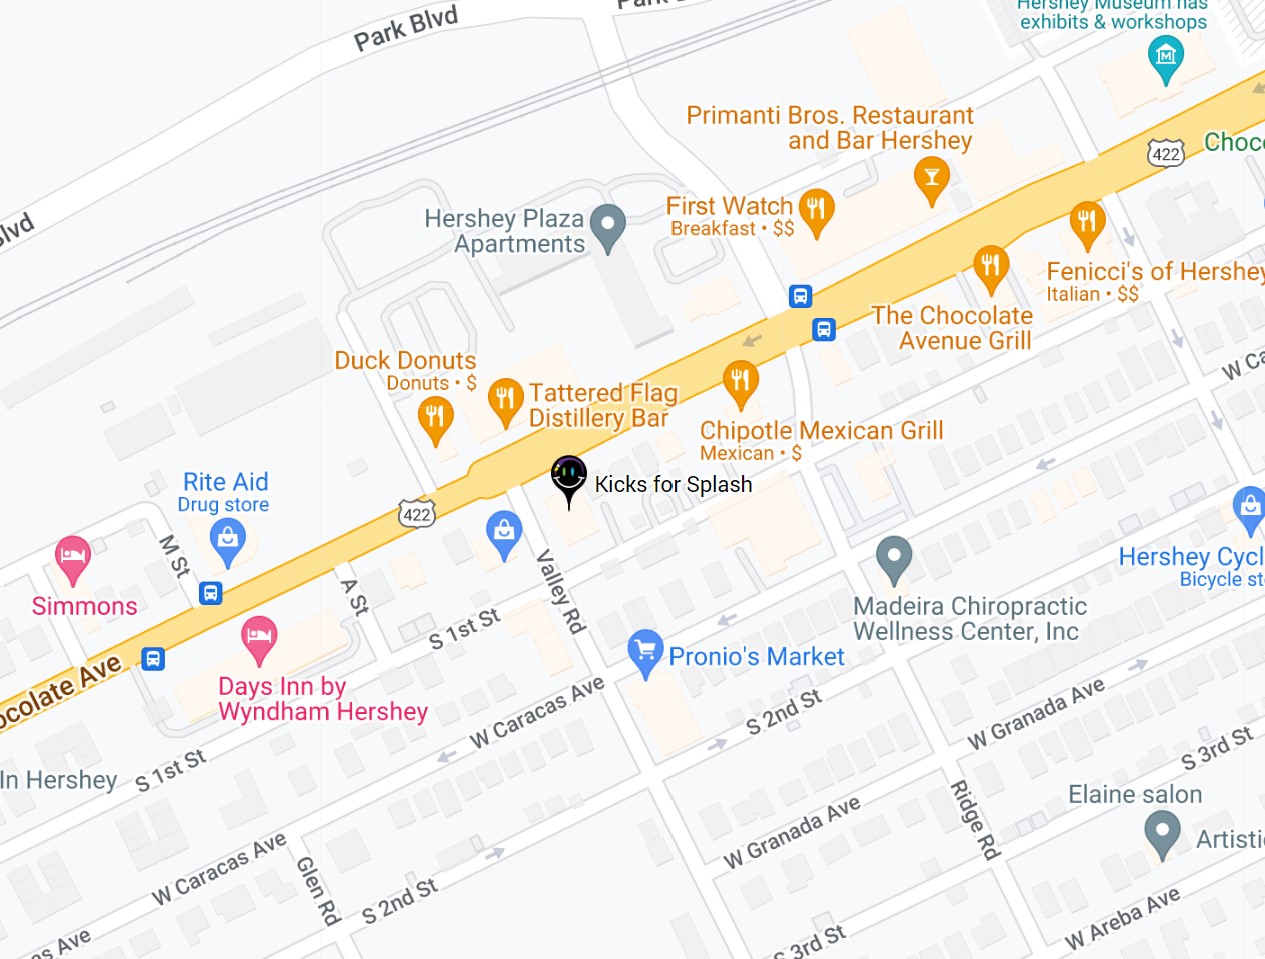 Park Blvd
Park
Hershey Museum has
exhibits & workshops
Primanti Bros. Restaurant
and Bar Hershey
422
Choc
Blvd
Hershey Plaza
Apartments
First Watch
Breakfast • $$
Fenicci's of Hershey
Italian • $$
The Chocolate
Avenue Grill
W Ca
Duck Donuts
Donuts • $
Tattered Flag
Distillery Bar
Chipotle Mexican Grill
Mexican • $
Rite Aid
Drug store
Kicks for Splash
422
M St
Simmons
A St
Valley Rd
Hershey Cycl
Bicycle st
Madeira Chiropractic
Wellness Center, Inc
S 1st St
Pronio's Market
ocolate Ave
Days Inn by
Wyndham Hershey
W Caracas Ave
S 2nd St
W Granada Ave
S 3rd St
In Hershey
S 1st St
Elaine salon
Ridge Rd
Artisti
W Granada Ave
W Caracas Ave
Glen Rd
S 2nd St
W Areba Ave
as Ave
S 3rd St